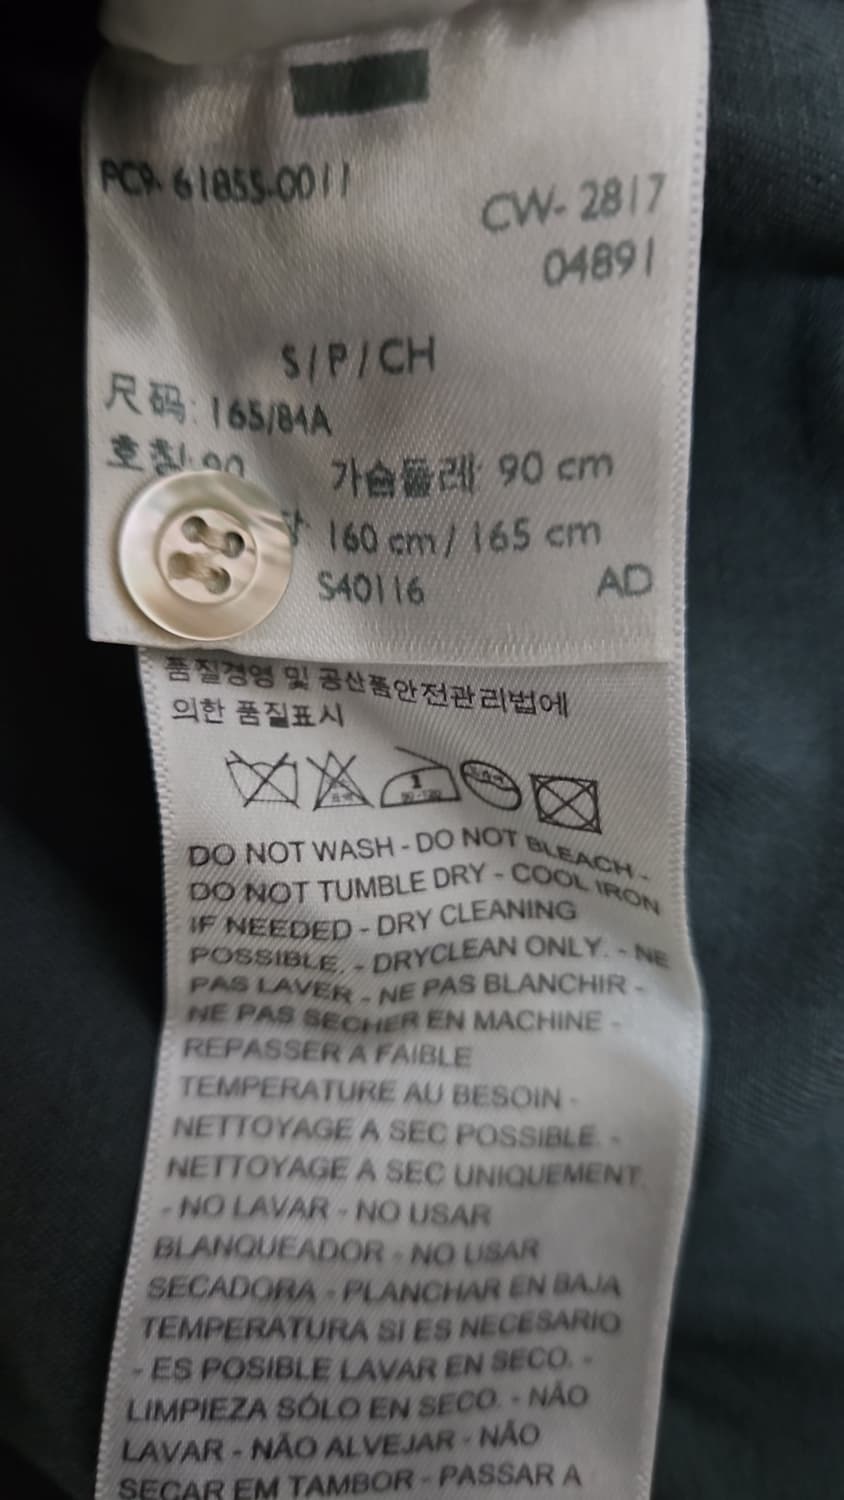 PC9- 61855-0011
CW- 2817
04891
S / P / CH
尺码: 165/84A
호칭: 90 가슴둘레: 90 cm
장: 160 cm / 165 cm
S40116 AD
품질경영 및 공산품안전관리법에
의한 품질표시
DO NOT WASH - DO NOT BLEACH -
DO NOT TUMBLE DRY - COOL IRON
IF NEEDED - DRY CLEANING
POSSIBLE. - DRYCLEAN ONLY. - NE
PAS LAVER - NE PAS BLANCHIR -
NE PAS SECHER EN MACHINE -
REPASSER A FAIBLE
TEMPERATURE AU BESOIN -
NETTOYAGE A SEC POSSIBLE. -
NETTOYAGE A SEC UNIQUEMENT.
- NO LAVAR - NO USAR
BLANQUEADOR - NO USAR
SECADORA - PLANCHAR EN BAJA
TEMPERATURA SI ES NECESARIO
- ES POSIBLE LAVAR EN SECO. -
LIMPIEZA SÓLO EN SECO. - NÃO
LAVAR - NÃO ALVEJAR - NÃO
SECAR EM TAMBOR - PASSAR A